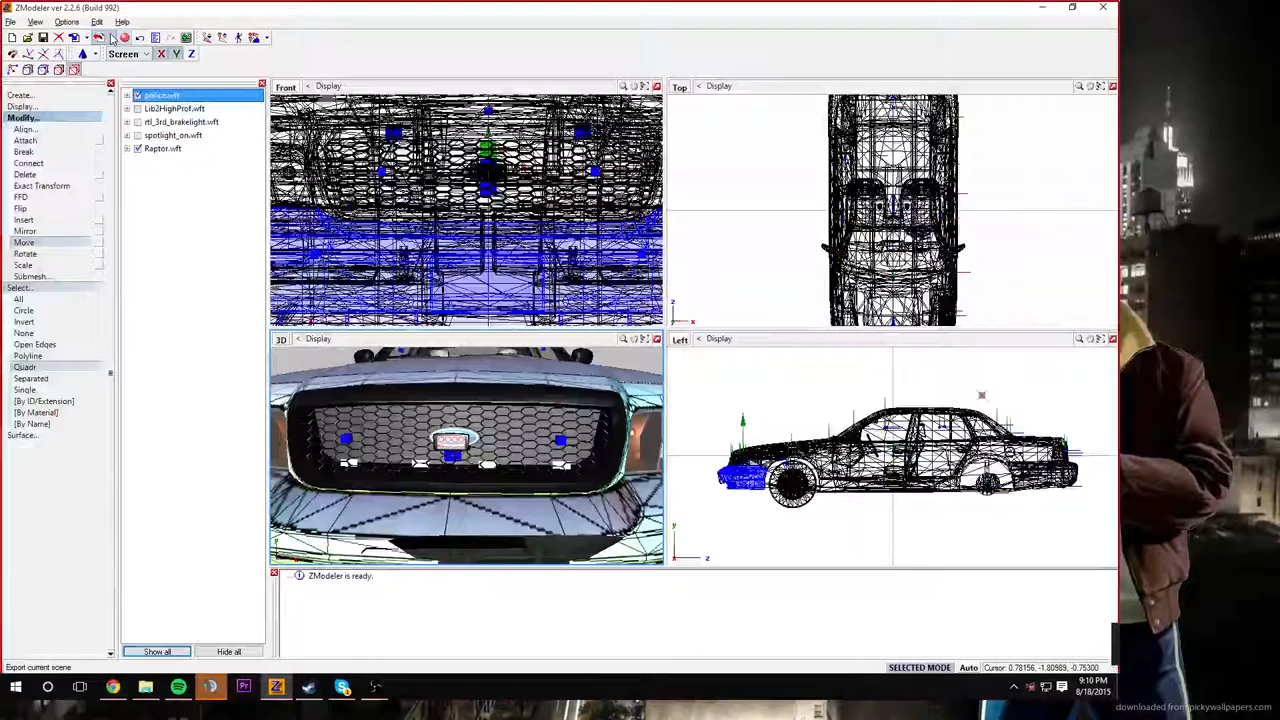 ZModeler ver 2.2.6 (Build 992)
File View Options Edit Help
Screen X Y Z
Create...
Display...
Modify...
Align...
Attach
Break
Connect
Delete
Exact Transform
FFD
Flip
Insert
Mirror
Move
Rotate
Scale
Submesh...
Select...
All
Circle
Invert
None
Open Edges
Polyline
Quadr
Separated
Single
[By ID/Extension]
[By Material]
[By Name]
Surface...
police.wft
Lib2HighProf.wft
rtl_3rd_brakelight.wft
spotlight_on.wft
Raptor.wft
Show all Hide all
Front < Display
Top < Display
z
x
3D < Display
y
Left < Display
y
x z
ZModeler is ready.
Export current scene
SELECTED MODE Auto Cursor: 0.78156, -1.80989, -0.75300
Pr Z S
9:10 PM
8/18/2015
downloaded from pickywallpapers.com